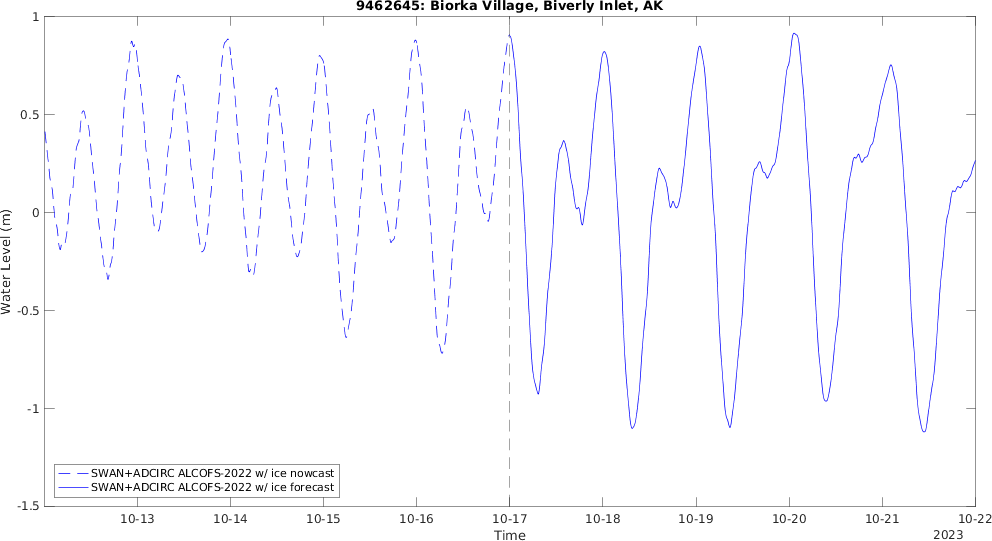 9462645: Biorka Village, Biverly Inlet, AK
1
0.5
0
-0.5
-1
-1.5
Water Level (m)
SWAN+ADCIRC ALCOFS-2022 w/ ice nowcast
SWAN+ADCIRC ALCOFS-2022 w/ ice forecast
10-13 10-14 10-15 10-16 10-17 10-18 10-19 10-20 10-21 10-22
Time
2023